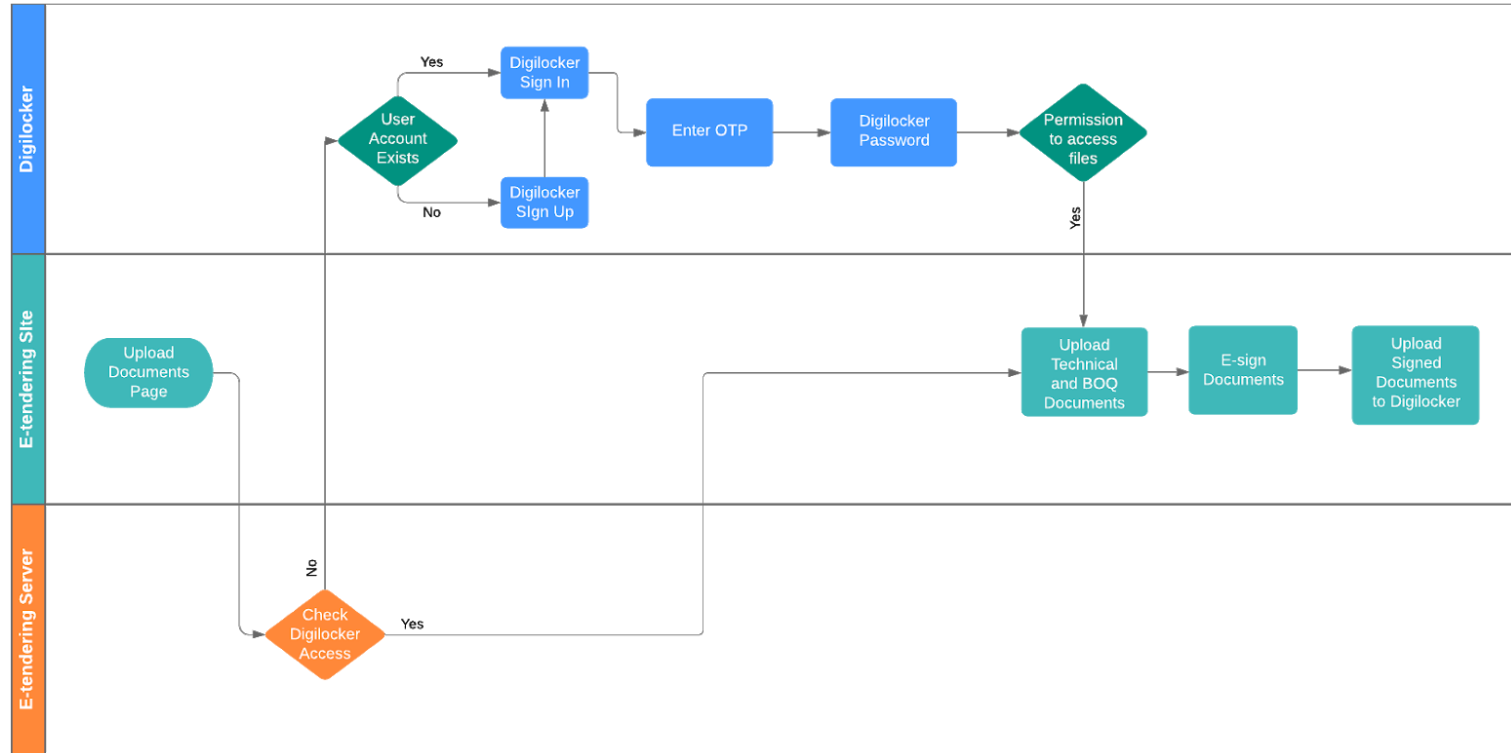 Digilocker
Yes
Digilocker
Sign In
User
Account
Exists
Enter OTP
Digilocker
Password
Permission
to access
files
No
Digilocker
SIgn Up
Yes
E-tendering SIte
Upload
Documents
Page
Upload
Technical
and BOQ
Documents
E-sign
Documents
Upload
Signed
Documents
to Digilocker
E-tendering Server
No
Check
Digilocker
Access
Yes